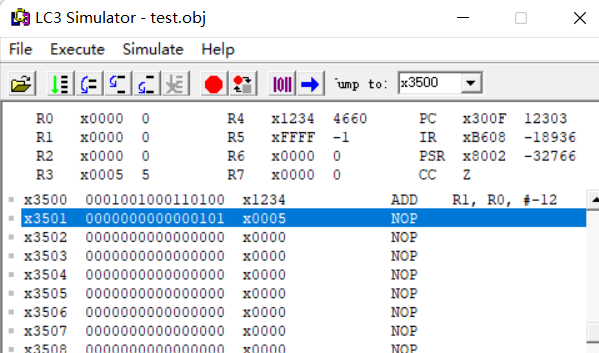 LC3 Simulator - test.obj
File Execute Simulate Help
Jump to: x3500
R0 x0000 0 R4 x1234 4660 PC x300F 12303
R1 x0000 0 R5 xFFFF -1 IR xB608 -18936
R2 x0000 0 R6 x0000 0 PSR x8002 -32766
R3 x0005 5 R7 x0000 0 CC Z
x3500 0001001000110100 x1234 ADD R1, R0, #-12
x3501 0000000000000101 x0005 NOP
x3502 0000000000000000 x0000 NOP
x3503 0000000000000000 x0000 NOP
x3504 0000000000000000 x0000 NOP
x3505 0000000000000000 x0000 NOP
x3506 0000000000000000 x0000 NOP
x3507 0000000000000000 x0000 NOP
x3508 0000000000000000 x0000 NOP